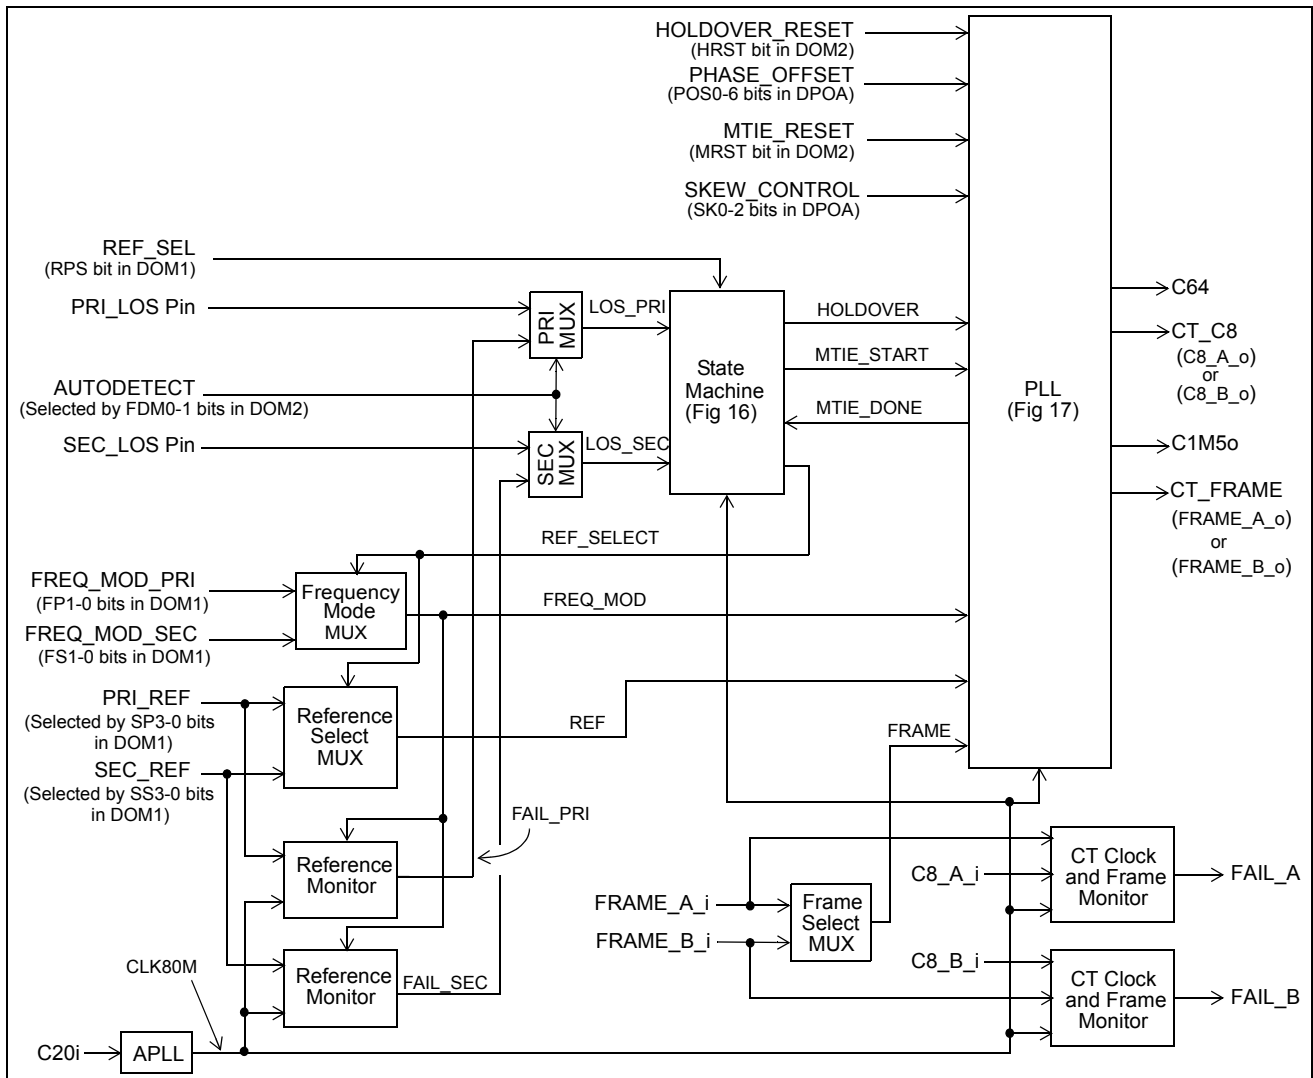 HOLDOVER_RESET
(HRST bit in DOM2)
PHASE_OFFSET
(POS0-6 bits in DPOA)
MTIE_RESET
(MRST bit in DOM2)
SKEW_CONTROL
(SK0-2 bits in DPOA)
REF_SEL
(RPS bit in DOM1)
PRI_LOS Pin
AUTODETECT
(Selected by FDM0-1 bits in DOM2)
SEC_LOS Pin
PRI
MUX
SEC
MUX
LOS_PRI
LOS_SEC
State
Machine
(Fig 16)
HOLDOVER
MTIE_START
MTIE_DONE
PLL
(Fig 17)
C64
CT_C8
(C8_A_o)
or
(C8_B_o)
C1M5o
CT_FRAME
(FRAME_A_o)
or
(FRAME_B_o)
REF_SELECT
FREQ_MOD_PRI
(FP1-0 bits in DOM1)
FREQ_MOD_SEC
(FS1-0 bits in DOM1)
Frequency
Mode
MUX
FREQ_MOD
PRI_REF
(Selected by SP3-0 bits
in DOM1)
SEC_REF
(Selected by SS3-0 bits
in DOM1)
Reference
Select
MUX
REF
FRAME
Reference
Monitor
FAIL_PRI
Reference
Monitor
FAIL_SEC
CLK80M
C20i
APLL
FRAME_A_i
FRAME_B_i
Frame
Select
MUX
C8_A_i
CT Clock
and Frame
Monitor
FAIL_A
C8_B_i
CT Clock
and Frame
Monitor
FAIL_B